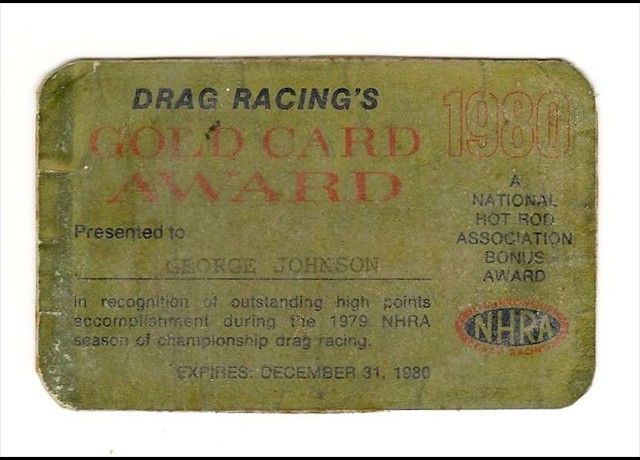 DRAG RACING'S
1980
GOLD CARD
AWARD
Presented to
GEORGE JOHNSON
in recognition of outstanding high points
accomplishment during the 1979 NHRA
season of championship drag racing.
EXPIRES: DECEMBER 31, 1980
A
NATIONAL
HOT ROD
ASSOCIATION
BONUS
AWARD
NHRA
RACING